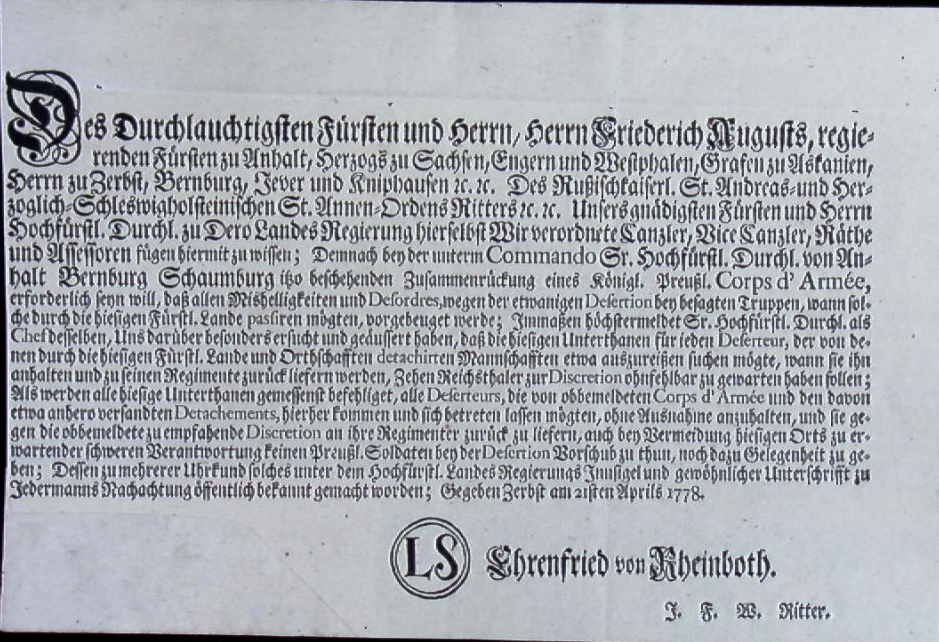 Des Durchlauchtigsten Fürsten und Herrn, Herrn Friederich Augusts, regie-
renden Fürsten zu Anhalt, Herzogs zu Sachsen, Engern und Westphalen, Grafen zu Askanien,
Herrn zu Zerbst, Bernburg, Jever und Kniphausen ꝛc. ꝛc. Des Rußischkaiserl. St. Andreas- und Her-
zoglich-Schleswigholsteinischen St. Annen-Ordens Ritters ꝛc. ꝛc. Unsers gnädigsten Fürsten und Herrn
Hochfürstl. Durchl. zu Dero Landes Regierung hierselbst Wir verordnete Canzler, Vice Canzler, Räthe
und Assessoren fügen hiermit zu wissen; Demnach bey der unterm Commando Sr. Hochfürstl. Durchl. von An-
halt Bernburg Schaumburg itzo beschehenden Zusammenrückung eines Königl. Preußl. Corps d' Armée,
erforderlich seyn will, daß allen Mishelligkeiten und Desordres, wegen der etwanigen Desertion bey besagten Truppen, wann sol-
che durch die hiesigen Fürstl. Lande passiren mögten, vorgebeuget werde; Immaßen höchstermeldet Sr. Hochfürstl. Durchl. als
Chef desselben, Uns darüber besonders ersucht und geäussert haben, daß die hiesigen Unterthanen für jeden Deserteur, der von de-
nen durch die hiesigen Fürstl. Lande und Orthschafften detachirten Mannschafften etwa auszureißen suchen mögte, wann sie ihn
anhalten und zu seinen Regimente zurück liefern werden, Zehen Reichsthaler zur Discretion ohnfehlbar zu gewarten haben sollen;
Als werden alle hiesige Unterthanen gemessenst befehliget, alle Deserteurs, die von obbemeldeten Corps d' Armée und den davon
etwa anhero versandten Detachements, hierher kommen und sich betreten lassen mögten, ohne Ausnahme anzuhalten, und sie ge-
gen die obbemeldete zu empfahende Discretion an ihre Regimenter zurück zu liefern, auch bey Vermeidung hiesigen Orts zu er-
wartender schweren Verantwortung keinen Preußl. Soldaten bey der Desertion Vorschub zu thun, noch dazu Gelegenheit zu ge-
ben; Dessen zu mehrerer Uhrkund solches unter dem Hochfürstl. Landes Regierungs Innsigel und gewöhnlicher Unterschrifft zu
Jedermanns Nachachtung öffentlich bekannt gemacht worden; Gegeben Zerbst am 21sten Aprils 1778.
LS Ehrenfried von Rheinboth.
J. F. W. Ritter.